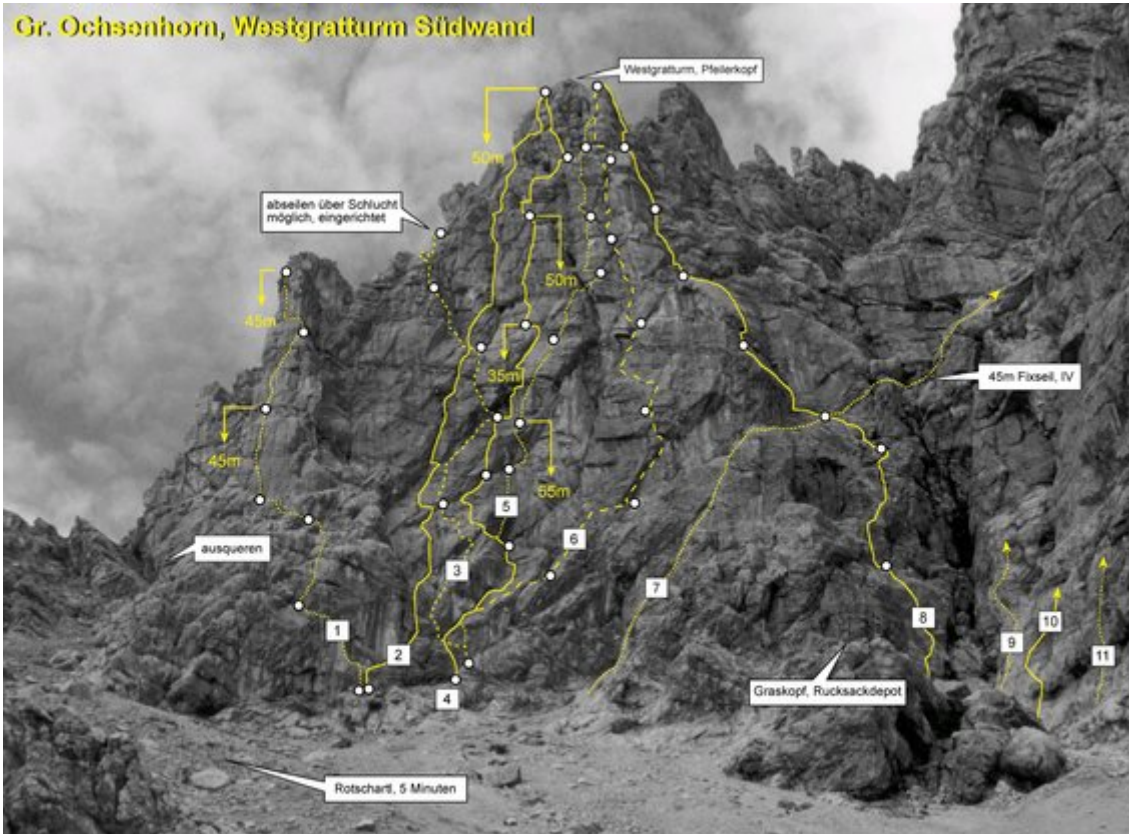 Gr. Ochsenhorn, Westgratturm Südwand
Westgratturm, Pfeilerkopf
50m
abseilen über Schlucht
möglich, eingerichtet
50m
45m
35m
45m Fixseil, IV
45m
55m
5
ausqueren
6
3
7
1
2
8
9
10
11
4
Graskopf, Rucksackdepot
Rotschartl, 5 Minuten